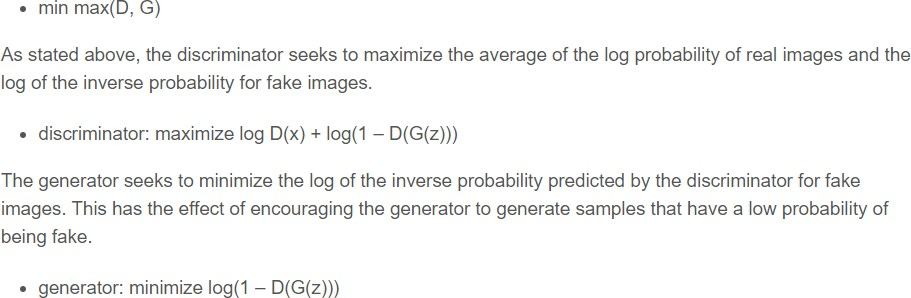 • min max(D, G)
As stated above, the discriminator seeks to maximize the average of the log probability of real images and the
log of the inverse probability for fake images.
• discriminator: maximize log D(x) + log(1 – D(G(z)))
The generator seeks to minimize the log of the inverse probability predicted by the discriminator for fake
images. This has the effect of encouraging the generator to generate samples that have a low probability of
being fake.
• generator: minimize log(1 – D(G(z)))